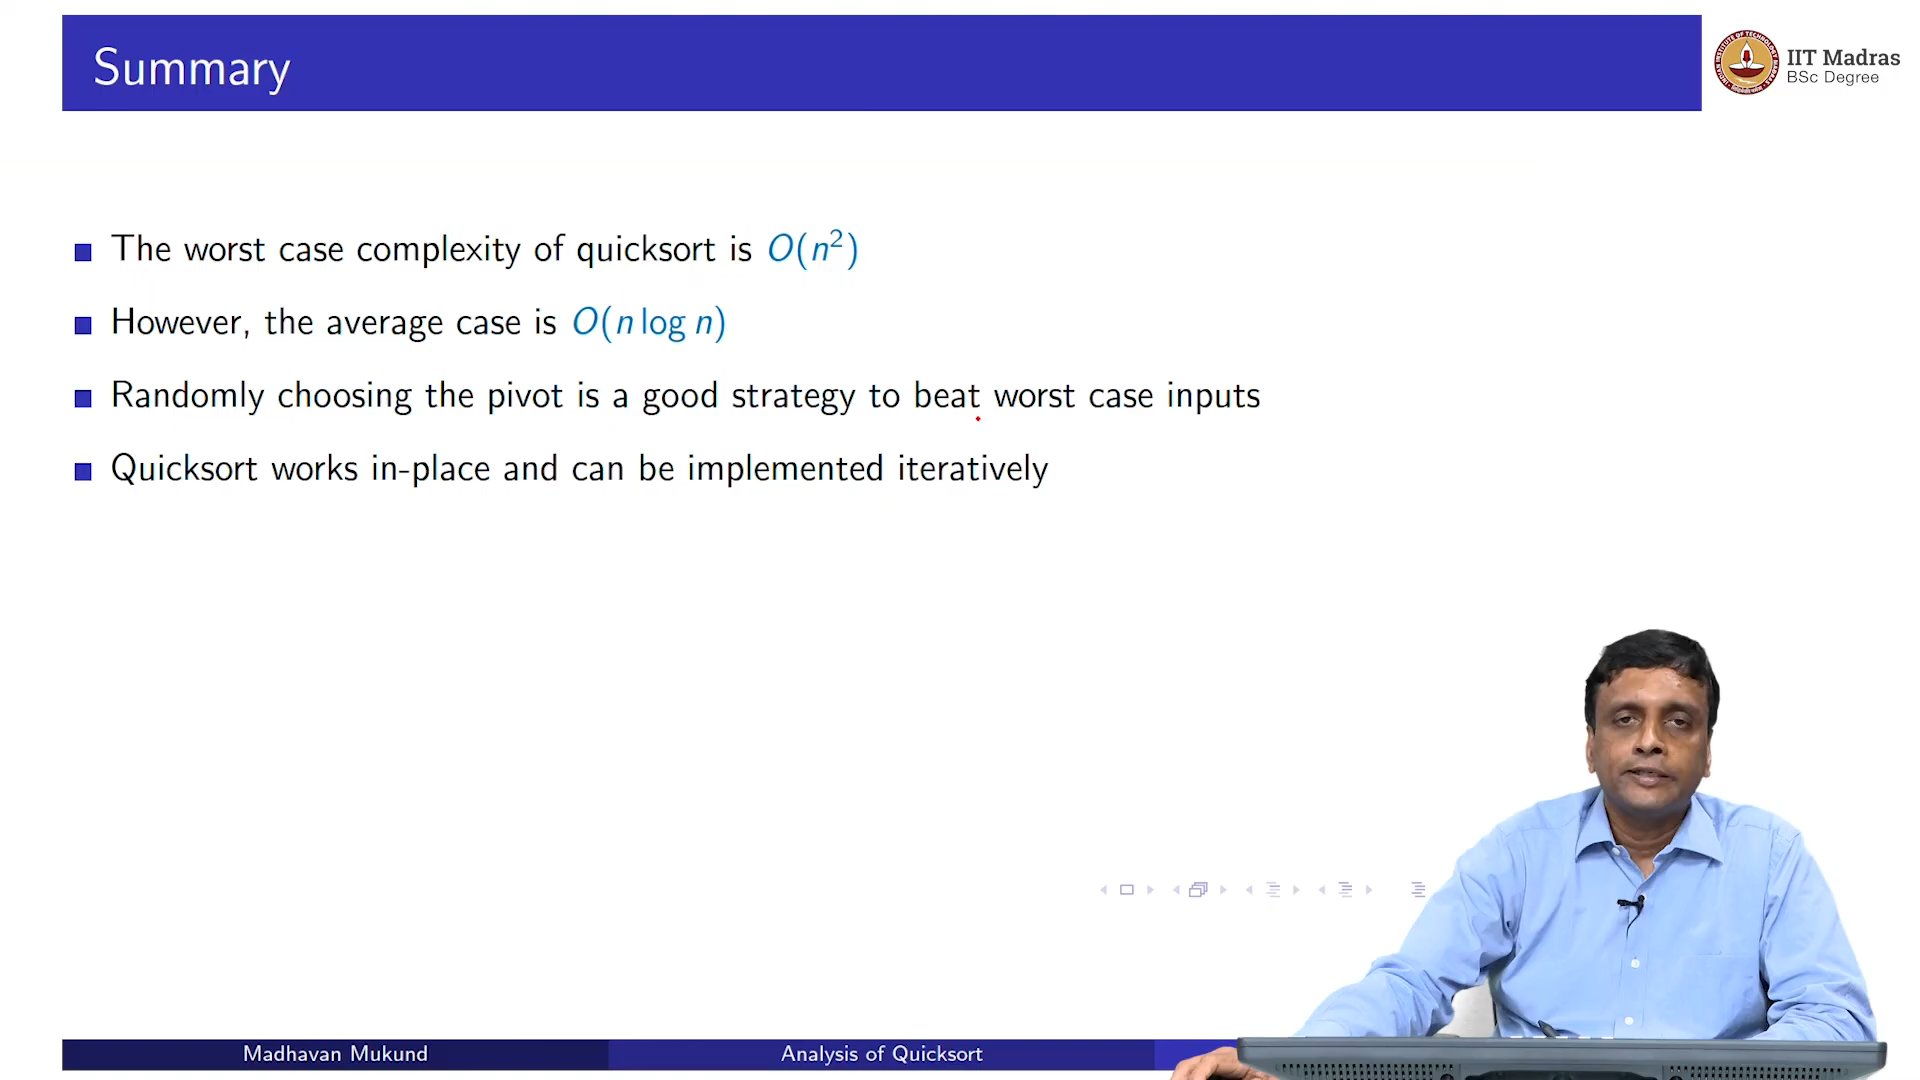 Summary
IIT Madras
BSc Degree
The worst case complexity of quicksort is O(n²)
However, the average case is O(n log n)
Randomly choosing the pivot is a good strategy to beat worst case inputs
Quicksort works in-place and can be implemented iteratively
Madhavan Mukund
Analysis of Quicksort